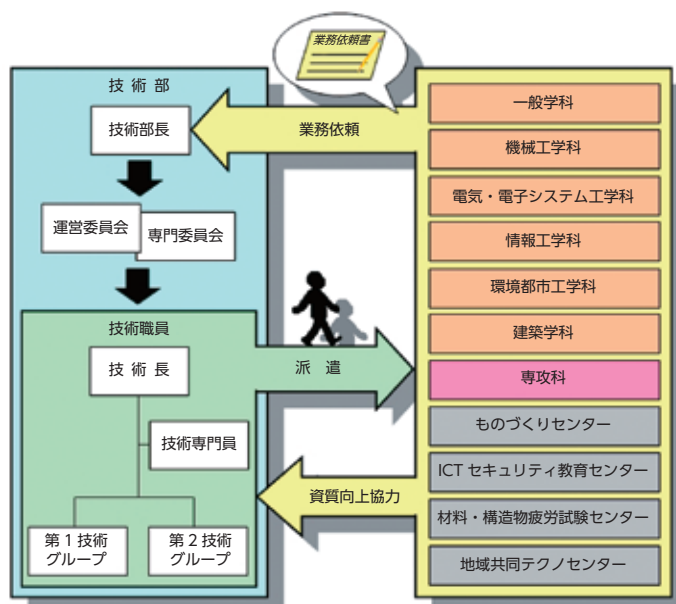 業務依頼書
技術部
技術部長
運営委員会
専門委員会
技術職員
技術長
技術専門員
第1技術
グループ
第2技術
グループ
業務依頼
派遣
資質向上協力
一般学科
機械工学科
電気・電子システム工学科
情報工学科
環境都市工学科
建築学科
専攻科
ものづくりセンター
ICT セキュリティ教育センター
材料・構造物疲労試験センター
地域共同テクノセンター